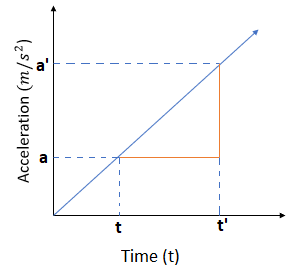 a'
Acceleration (m/s²)
a
t
t'
Time (t)